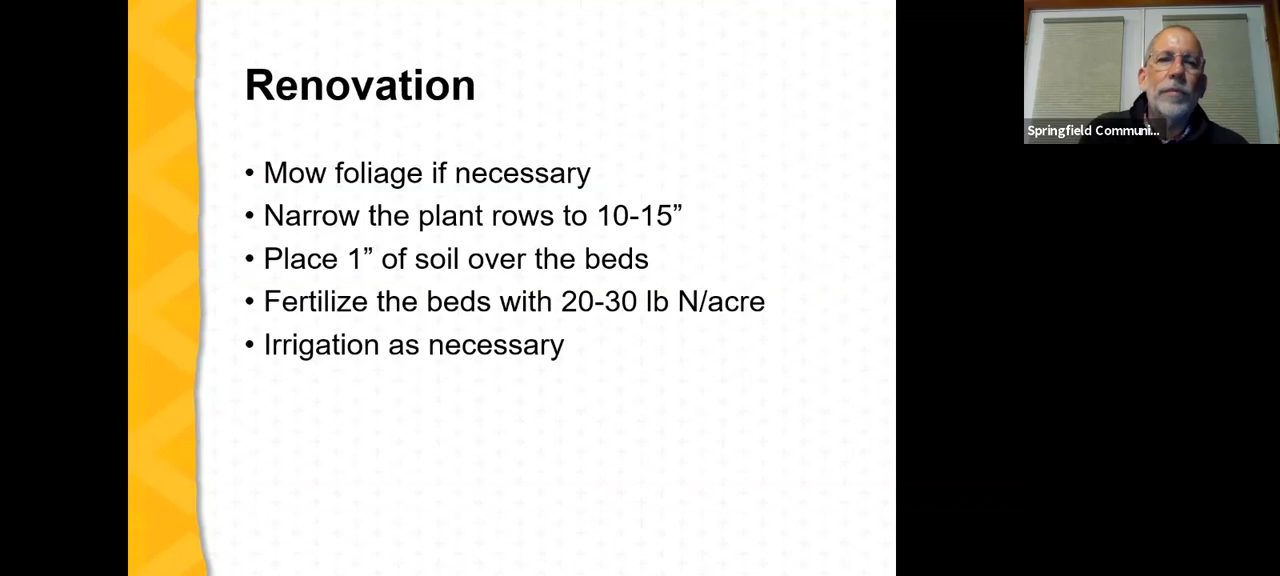 Renovation
• Mow foliage if necessary
• Narrow the plant rows to 10-15”
• Place 1” of soil over the beds
• Fertilize the beds with 20-30 lb N/acre
• Irrigation as necessary
Springfield Communi...